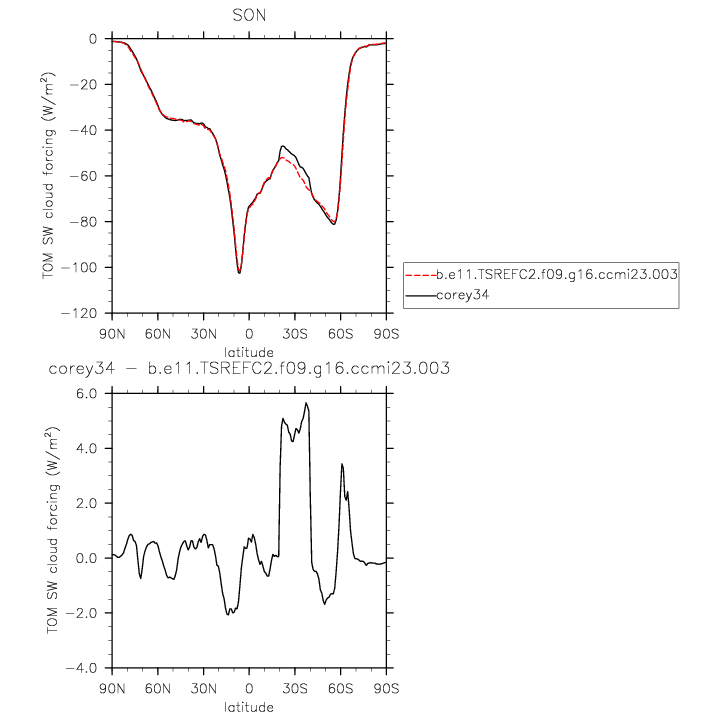 SON
TOM SW cloud forcing (W/m²)
0
−20
−40
−60
−80
−100
−120
90N 60N 30N 0 30S 60S 90S
latitude
b.e11.TSREFC2.f09.g16.ccmi23.003
corey34
corey34 − b.e11.TSREFC2.f09.g16.ccmi23.003
TOM SW cloud forcing (W/m²)
6.0
4.0
2.0
0.0
−2.0
−4.0
90N 60N 30N 0 30S 60S 90S
latitude